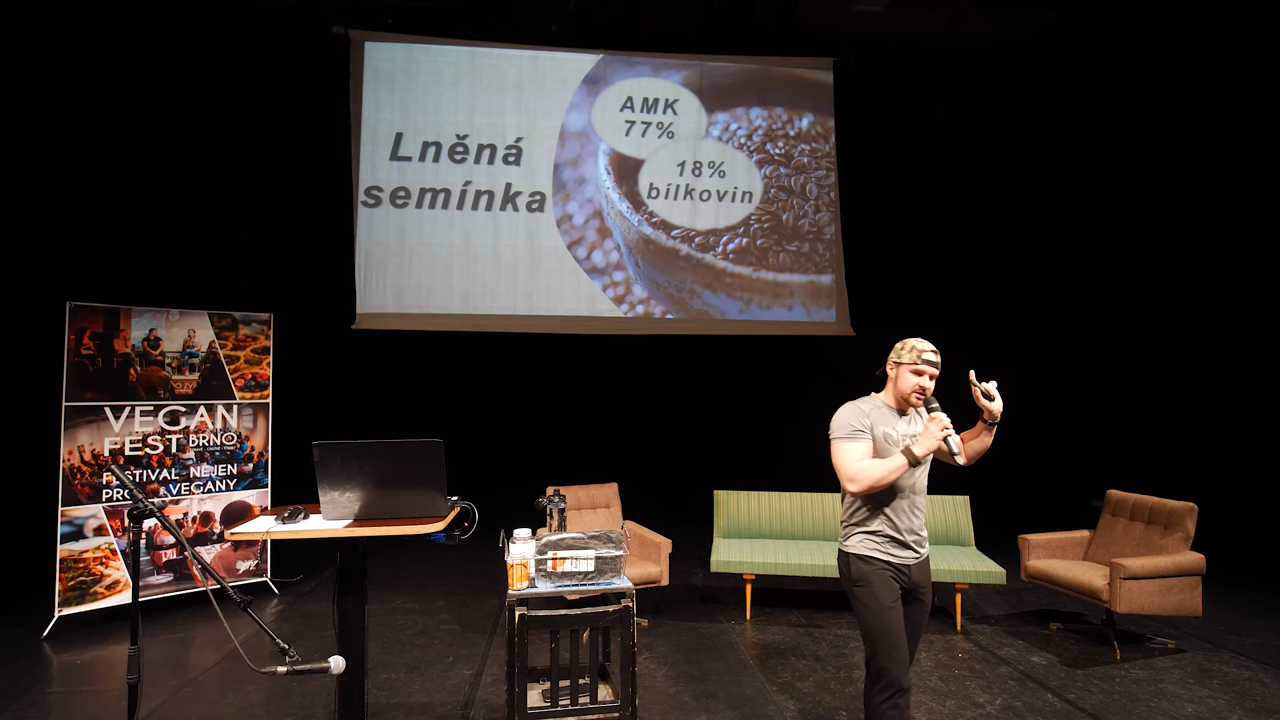 Lněná
semínka
AMK
77%
18%
bílkovin
VEGAN
FEST BRNO
FESTIVAL NEJEN
PRO VEGANY